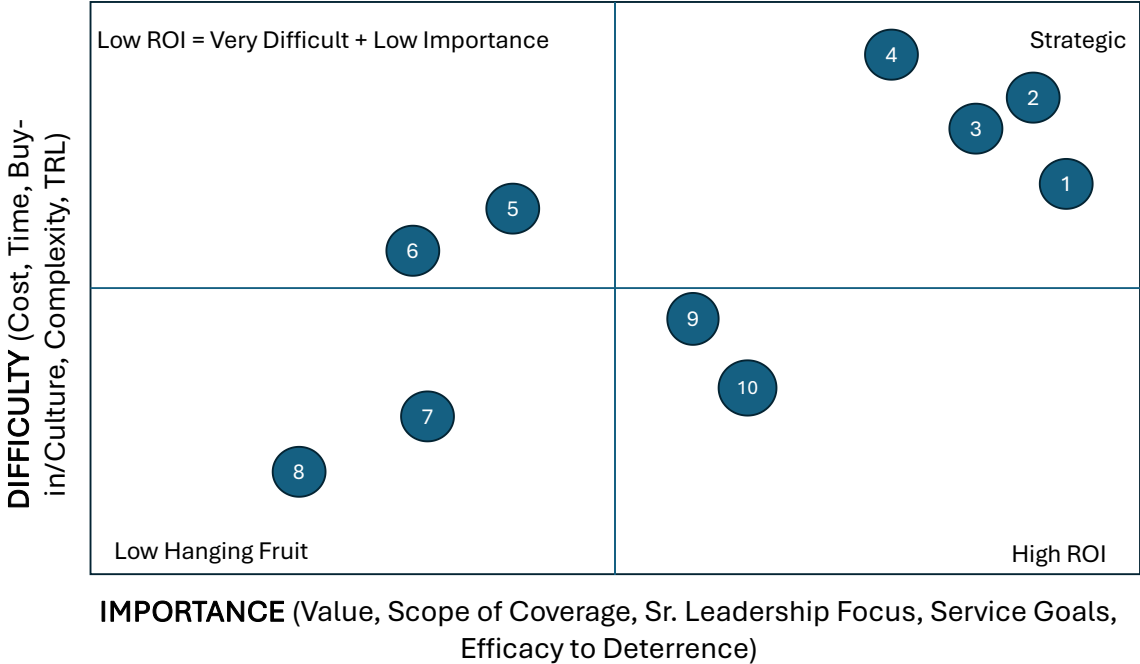 Low ROI = Very Difficult + Low Importance
Strategic
4
2
3
1
5
6
9
10
7
8
Low Hanging Fruit
High ROI
DIFFICULTY (Cost, Time, Buy-
in/Culture, Complexity, TRL)
IMPORTANCE (Value, Scope of Coverage, Sr. Leadership Focus, Service Goals,
Efficacy to Deterrence)